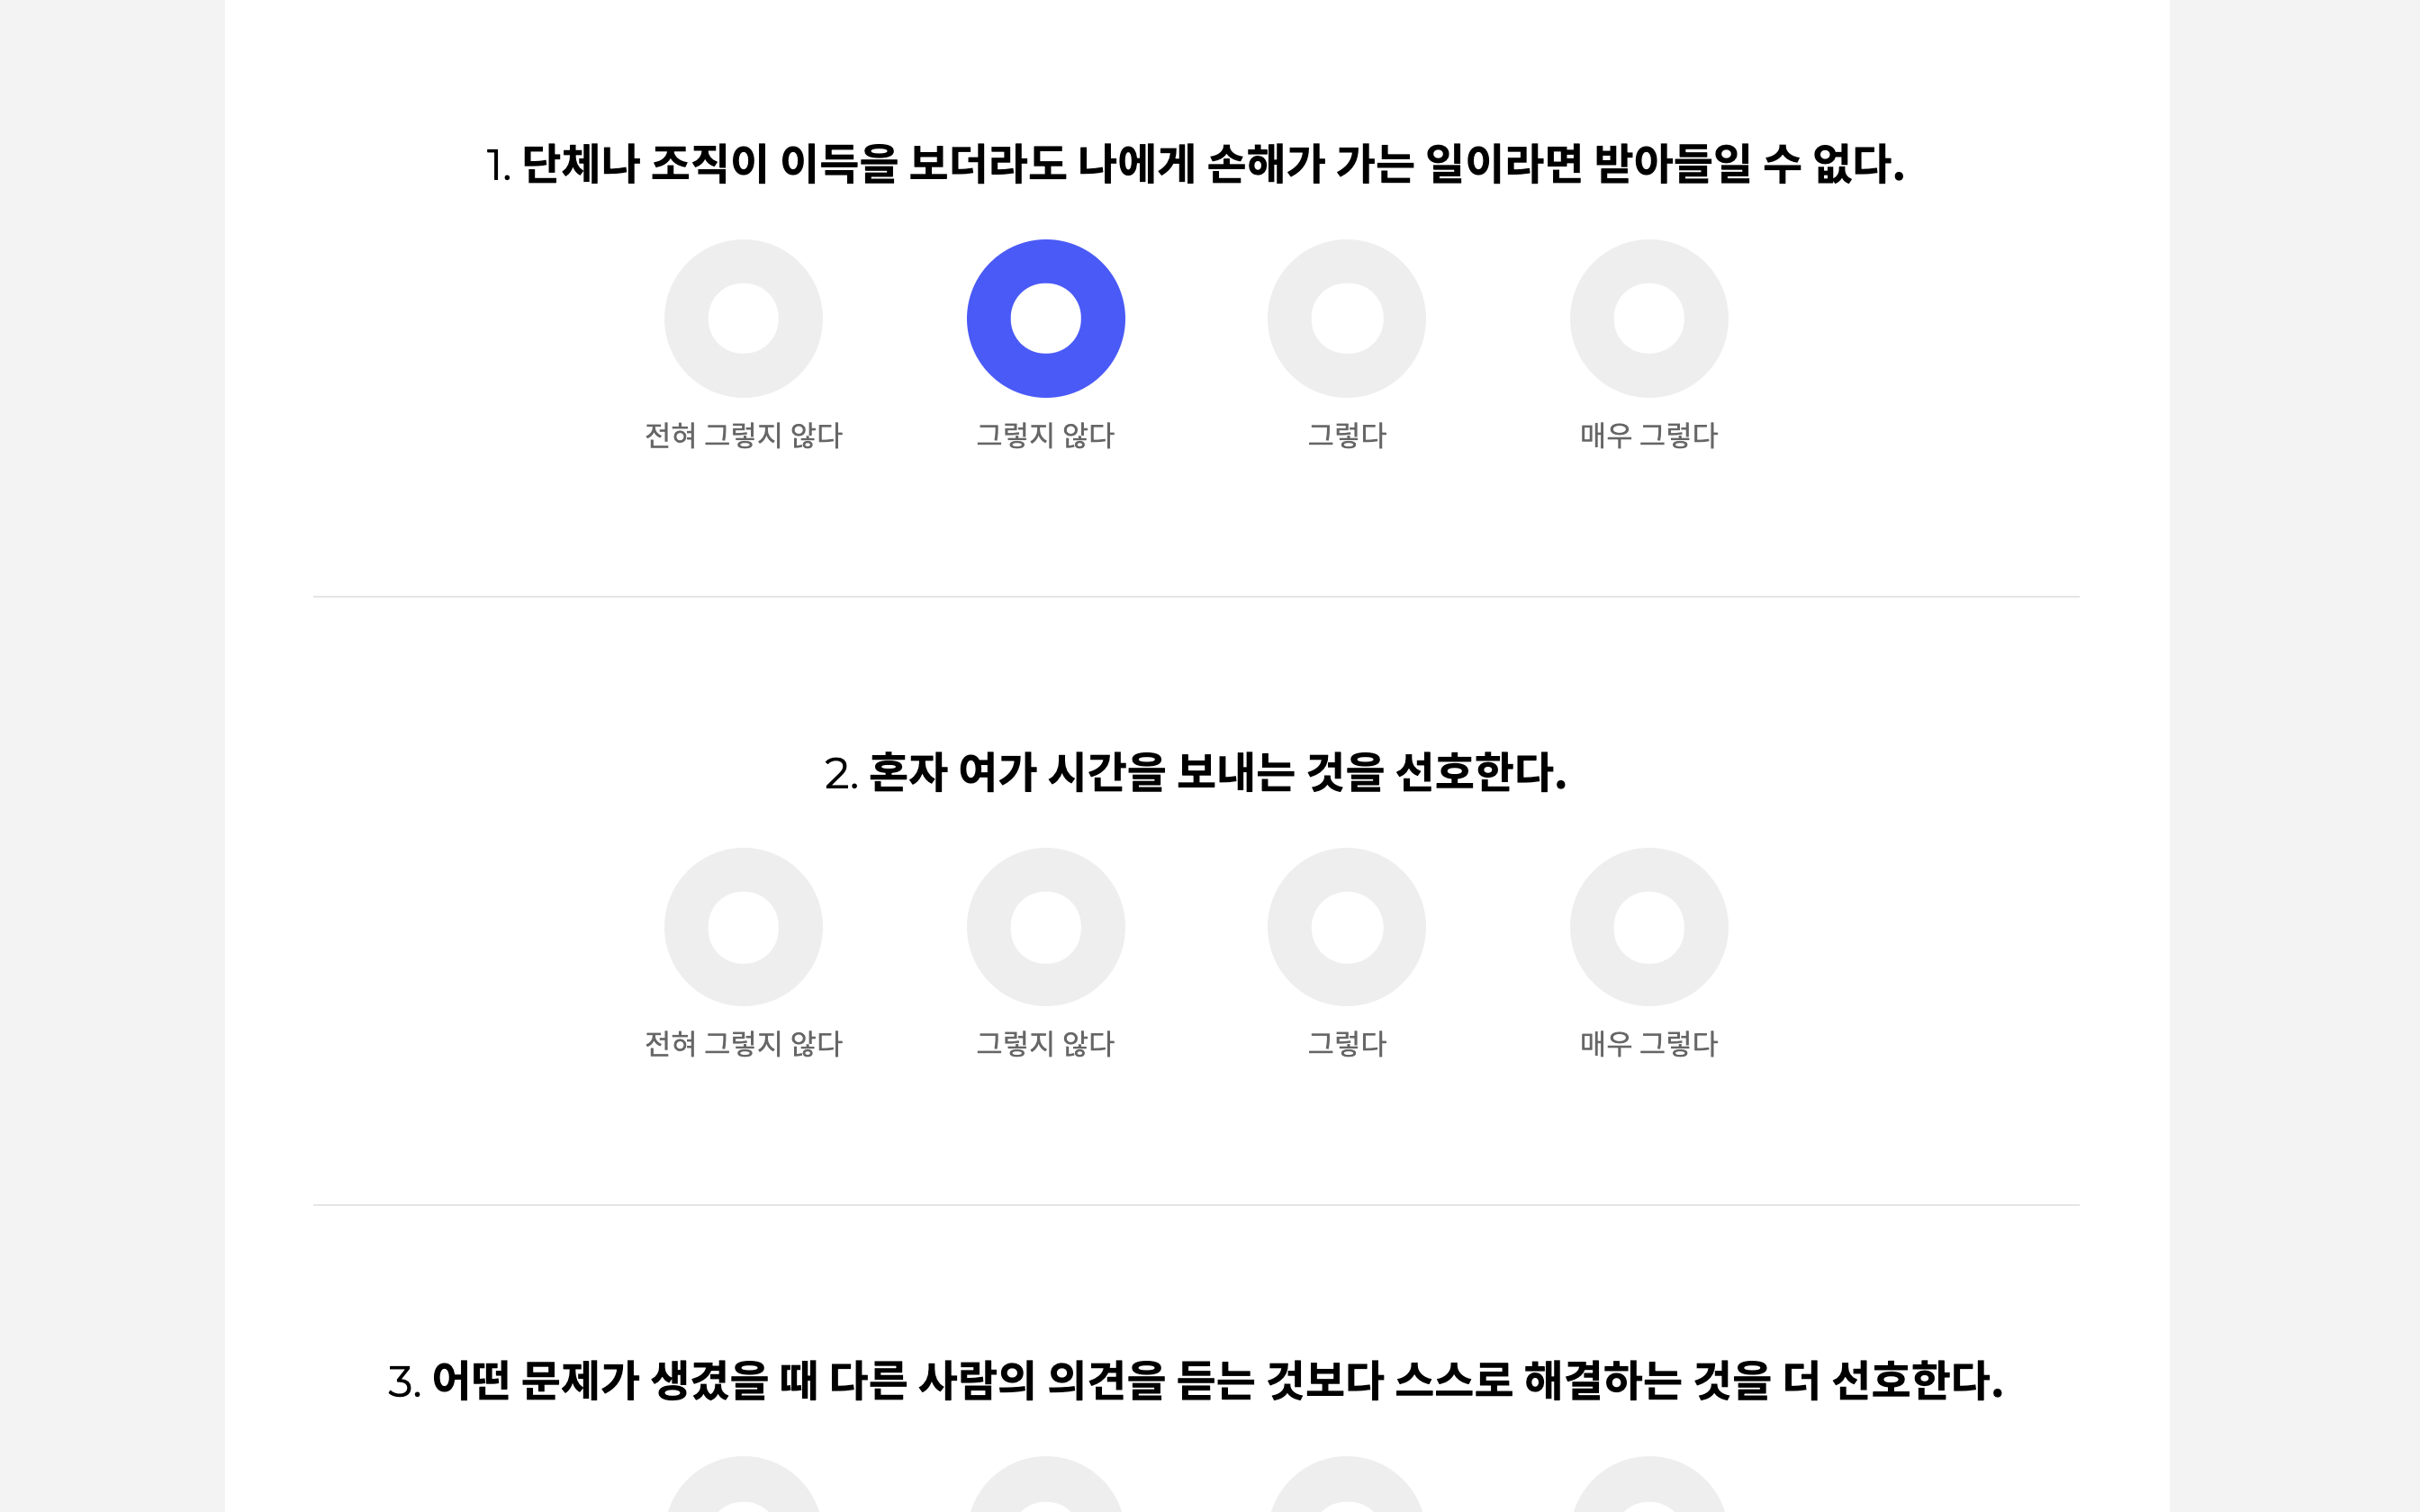 1. 단체나 조직이 이득을 보더라도 나에게 손해가 가는 일이라면 받아들일 수 없다.
전혀 그렇지 않다 그렇지 않다 그렇다 매우 그렇다
2. 혼자 여가 시간을 보내는 것을 선호한다.
전혀 그렇지 않다 그렇지 않다 그렇다 매우 그렇다
3. 어떤 문제가 생겼을 때 다른 사람의 의견을 듣는 것보다 스스로 해결하는 것을 더 선호한다.